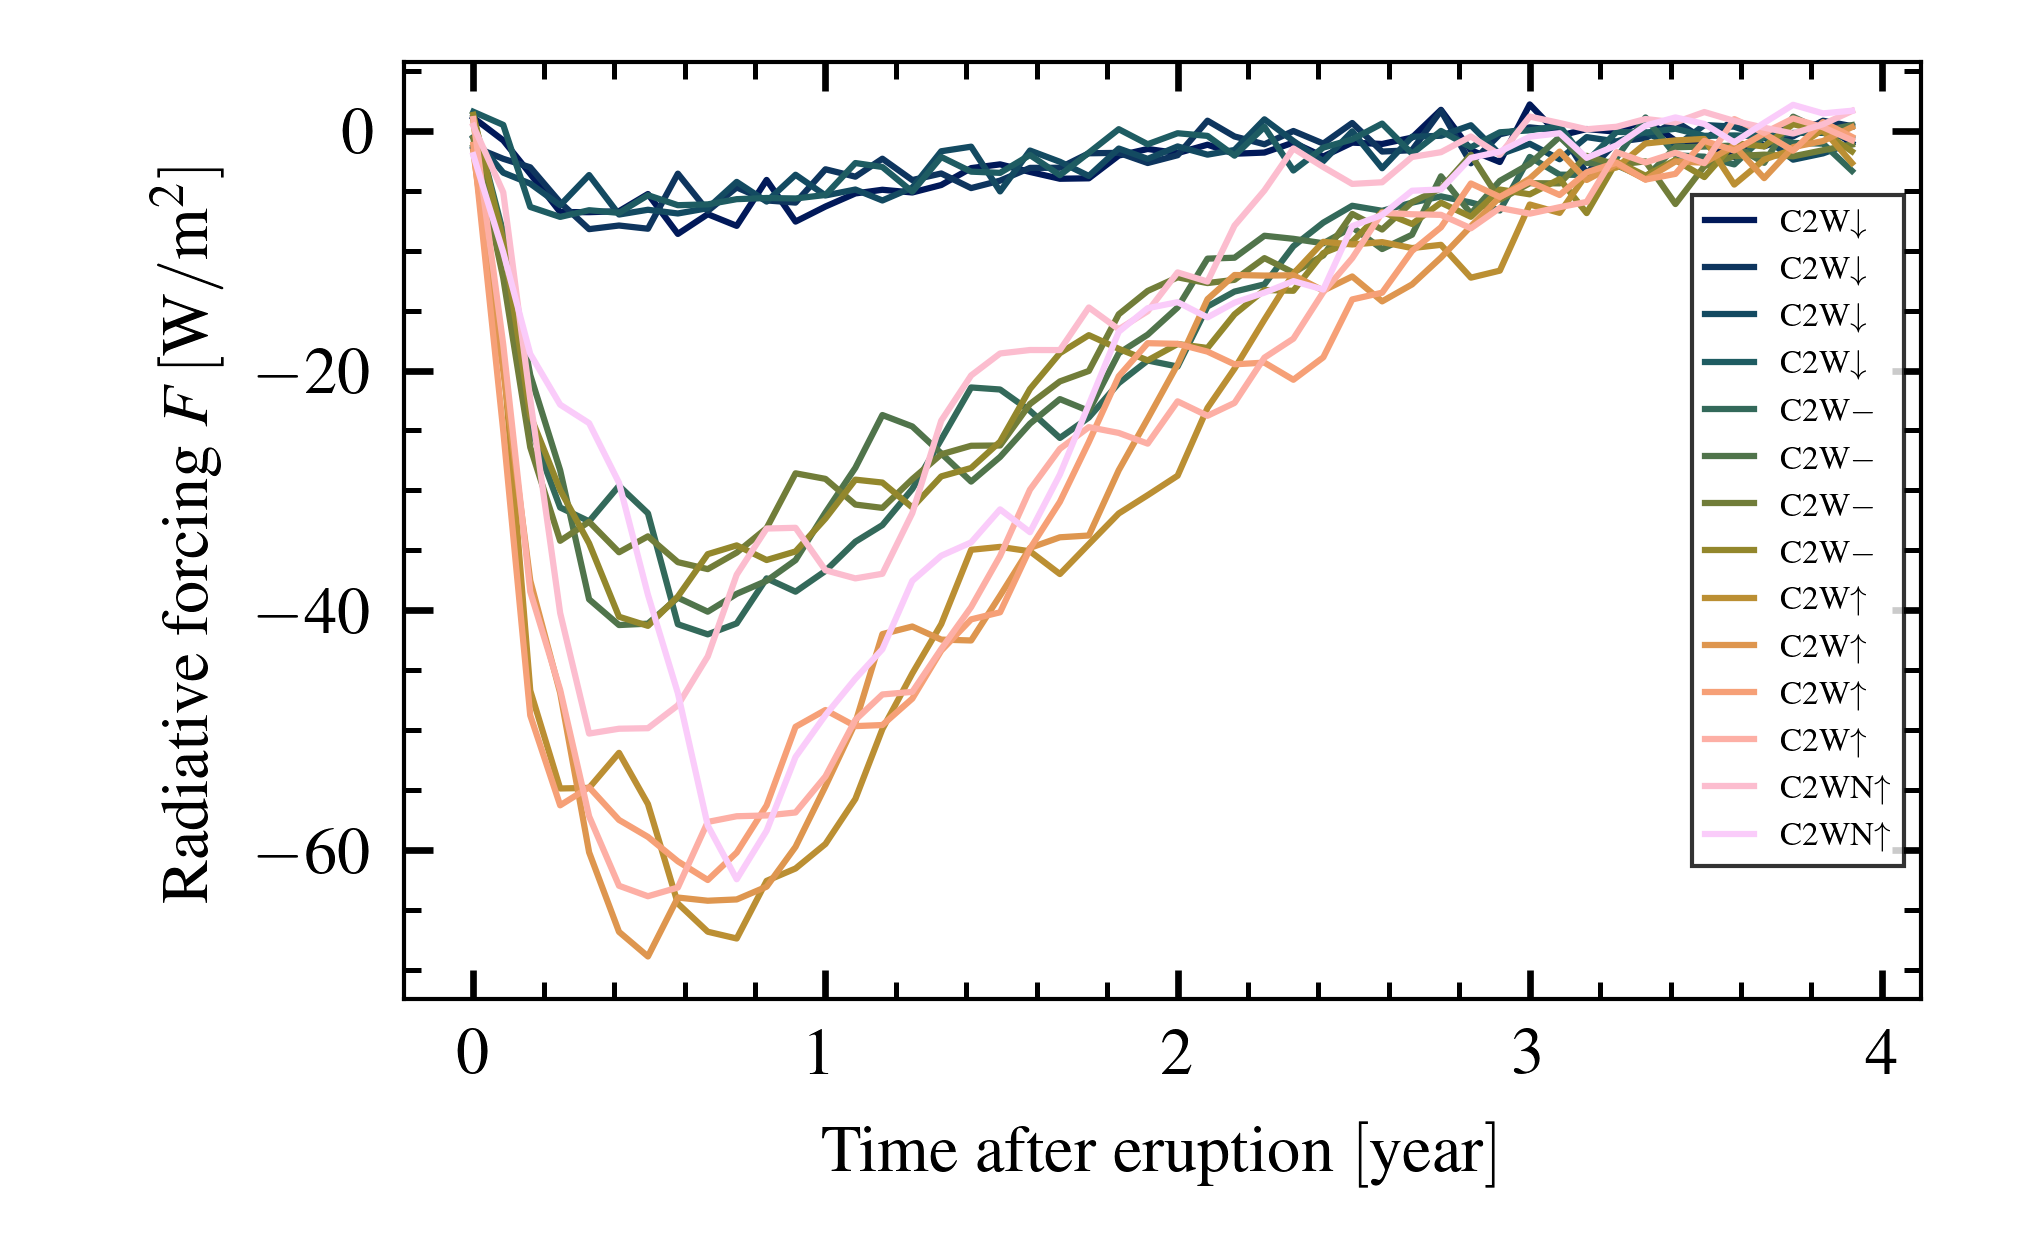 Radiative forcing F [W/m²]
0
−20
−40
−60
0 1 2 3 4
Time after eruption [year]
C2W↓
C2W↓
C2W↓
C2W↓
C2W−
C2W−
C2W−
C2W−
C2W↑
C2W↑
C2W↑
C2W↑
C2WN↑
C2WN↑